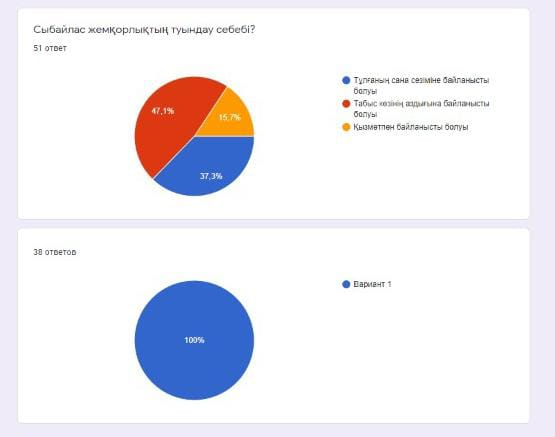 Сыбайлас жемқорлықтың туындау себебі?
51 ответ
Тұлғаның сана сезіміне байланысты
болуы
Табыс көзінің аздығына байланысты
болуы
Қызметпен байланысты болуы
47,1%
15,7%
37,3%
38 ответов
Вариант 1
100%